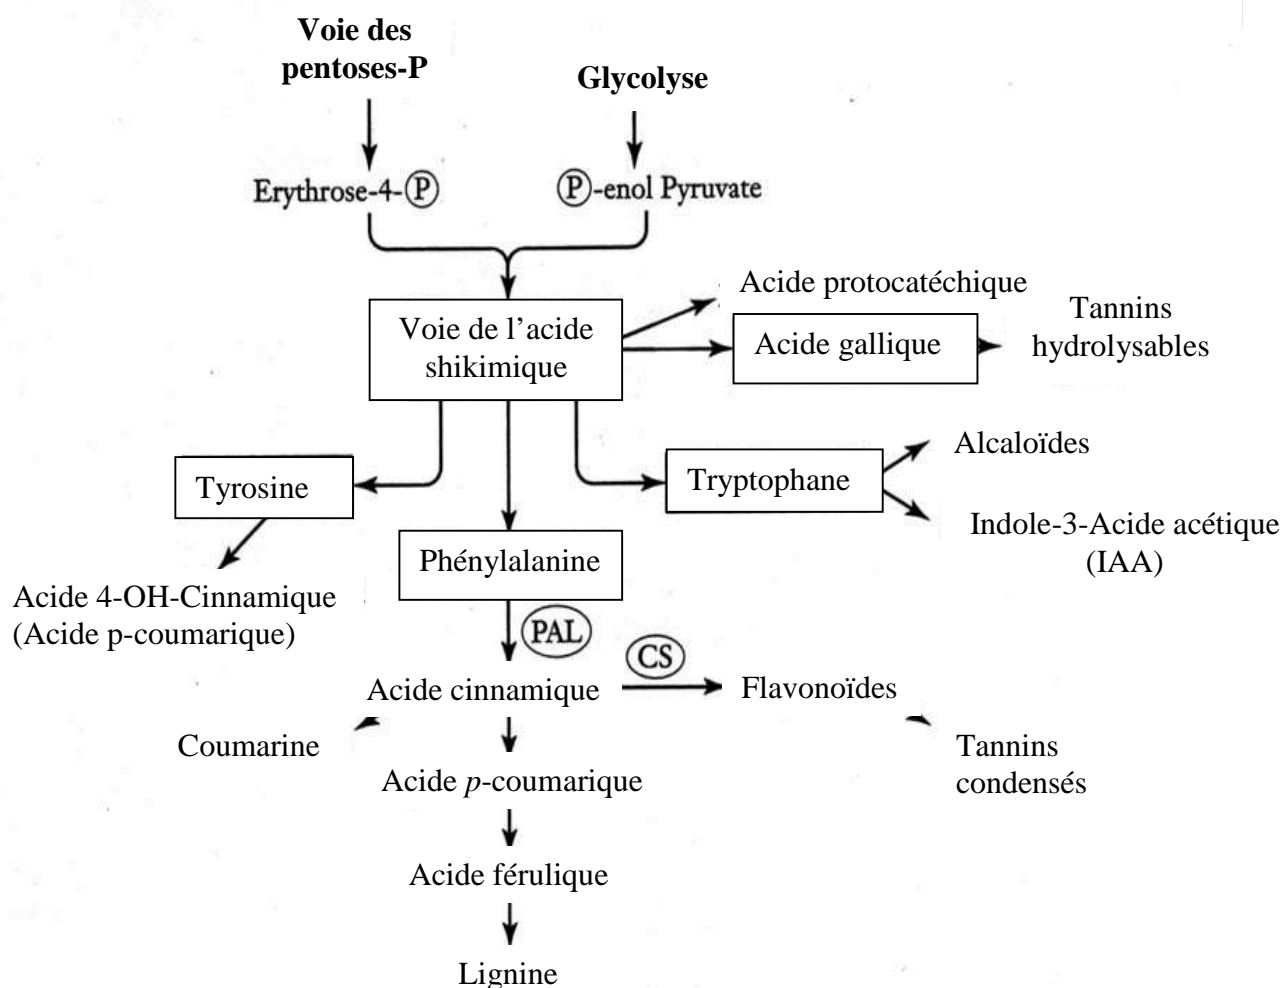 Voie des
pentoses-P
Glycolyse
Erythrose-4-P
P-enol Pyruvate
Voie de l’acide
shikimique
Acide protocatéchique
Acide gallique
Tannins
hydrolysables
Tyrosine
Tryptophane
Alcaloïdes
Indole-3-Acide acétique
(IAA)
Phénylalanine
Acide 4-OH-Cinnamique
(Acide p-coumarique)
PAL
CS
Acide cinnamique
Flavonoïdes
Coumarine
Tannins
condensés
Acide p-coumarique
Acide férulique
Lignine